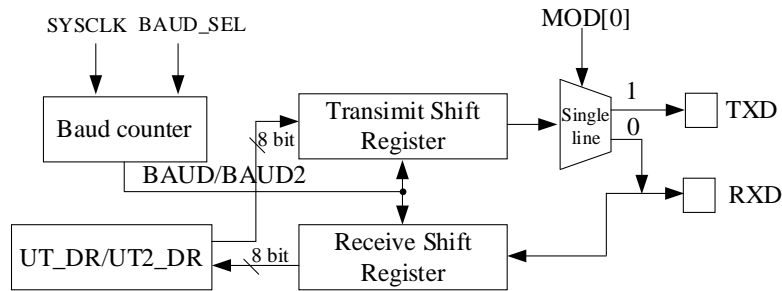 SYSCLK BAUD_SEL
MOD[0]
Baud counter
8 bit
Transimit Shift
Register
Single
line
1
0
TXD
BAUD/BAUD2
RXD
UT_DR/UT2_DR
8 bit
Receive Shift
Register